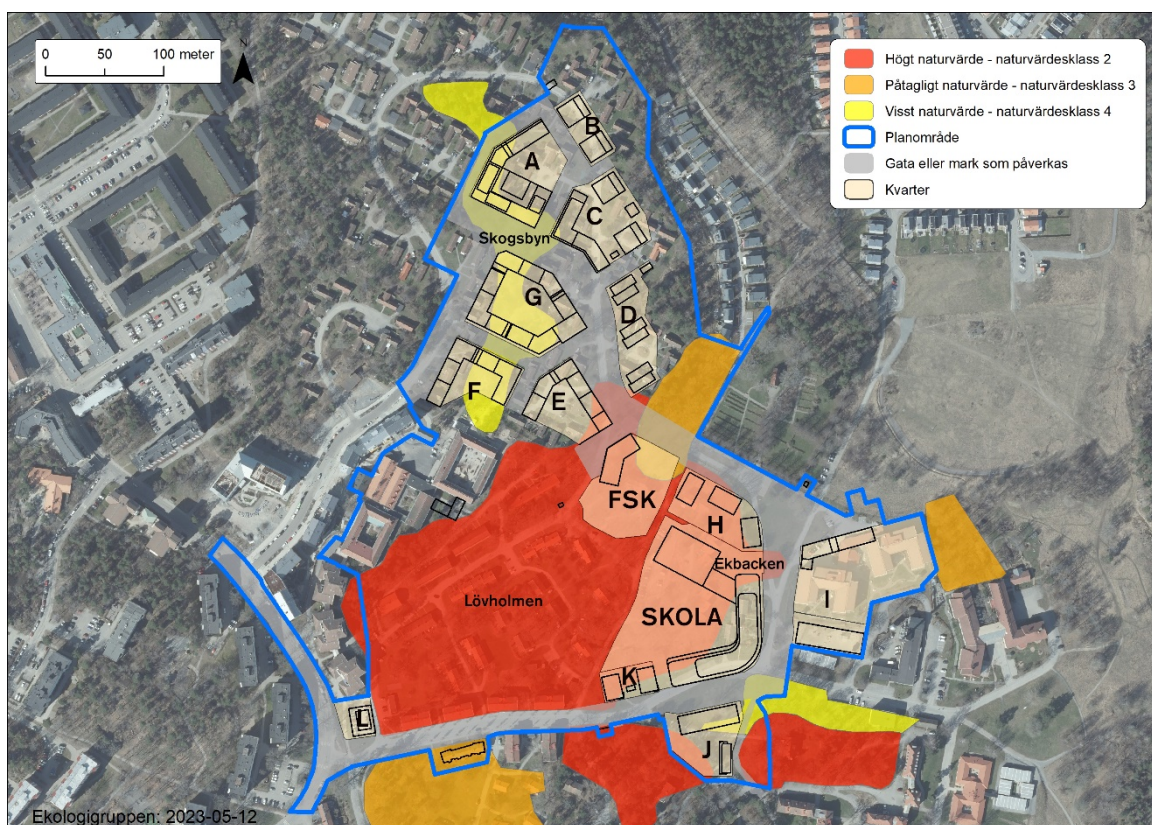 0 50 100 meter
N
Högt naturvärde - naturvärdesklass 2
Påtagligt naturvärde - naturvärdesklass 3
Visst naturvärde - naturvärdesklass 4
Planområde
Gata eller mark som påverkas
Kvarter
B
A
C
Skogsbyn
G
D
F
E
FSK
H
Ekbacken
Lövholmen
I
SKOLA
K
L
J
Ekologigruppen: 2023-05-12